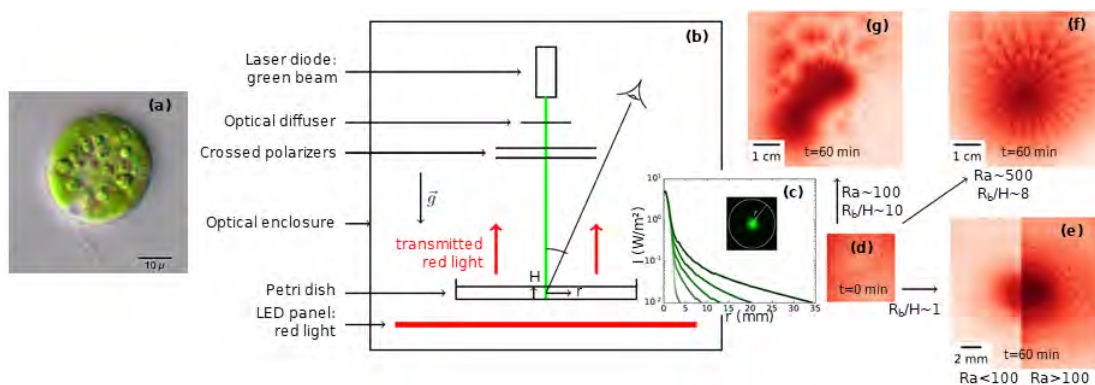 (a)
10 μ
(b)
Laser diode:
green beam
Optical diffuser
Crossed polarizers
g
Optical enclosure
transmitted
red light
Petri dish
H
r
LED panel:
red light
(c)
r
I (W/m²)
10¹
10⁰
10⁻¹
10⁻²
0 5 10 15 20 25 30 35
r (mm)
(g)
1 cm
t=60 min
Ra~100
R_b/H~10
(f)
1 cm
t=60 min
Ra~500
R_b/H~8
(d)
t=0 min
R_b/H~1
(e)
2 mm
t=60 min
Ra<100 Ra>100